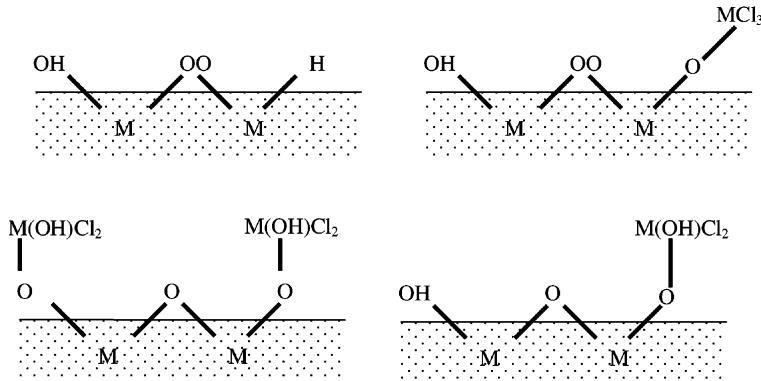 OH OO H
M M
MCl3
OH OO O
M M
M(OH)Cl2 M(OH)Cl2
O O O
M M
M(OH)Cl2
OH O O
M M